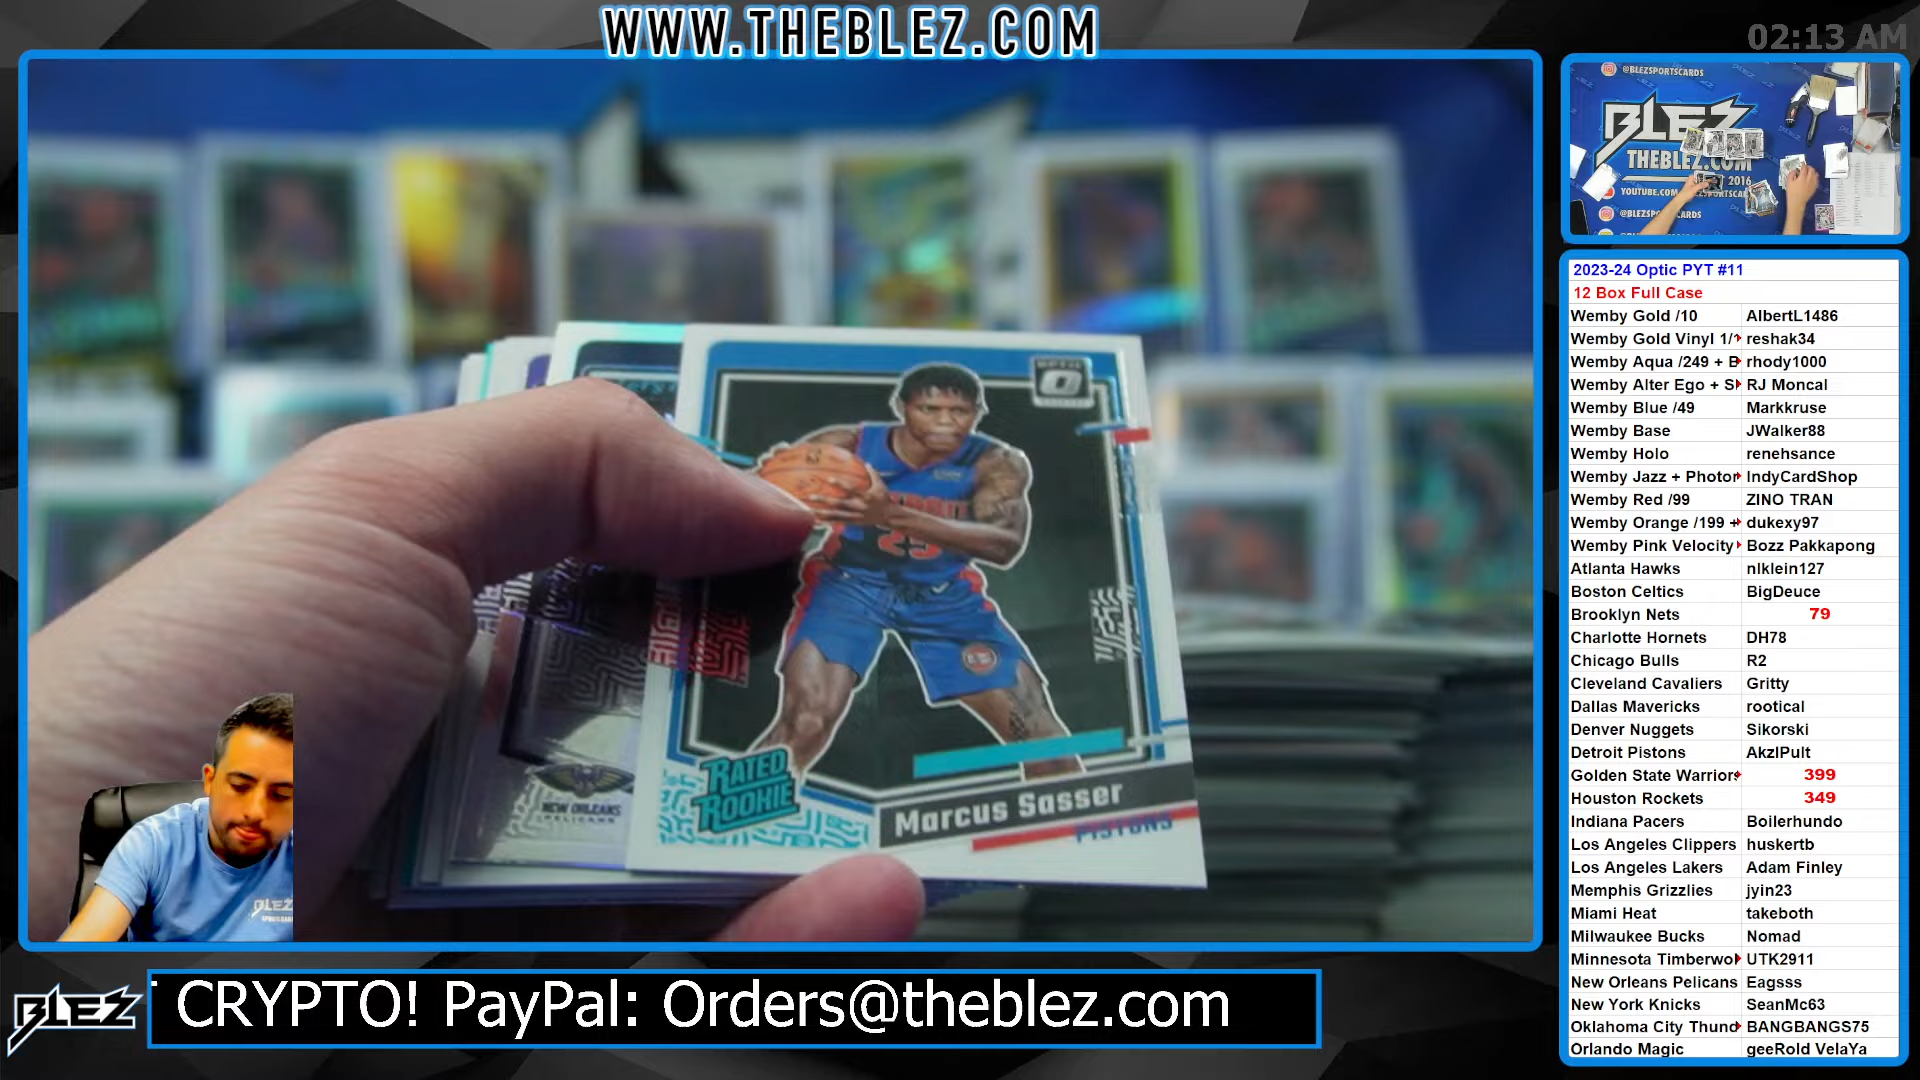 WWW.THEBLEZ.COM
02:13 AM
@BLEZSPORTSCARDS
BLEZ
THEBLEZ.COM
2016
YOUTUBE.COM
@BLEZSPORTSCARDS
OPTIC
RATED
ROOKIE
Marcus Sasser
PISTONS
25
NEW ORLEANS
PELICANS
BLEZ
2023-24 Optic PYT #11
12 Box Full Case
Wemby Gold /10 AlbertL1486
Wemby Gold Vinyl 1/ reshak34
Wemby Aqua /249 + B rhody1000
Wemby Alter Ego + S RJ Moncal
Wemby Blue /49 Markkruse
Wemby Base JWalker88
Wemby Holo renehsance
Wemby Jazz + Photor IndyCardShop
Wemby Red /99 ZINO TRAN
Wemby Orange /199 + dukexy97
Wemby Pink Velocity Bozz Pakkapong
Atlanta Hawks nlklein127
Boston Celtics BigDeuce
Brooklyn Nets 79
Charlotte Hornets DH78
Chicago Bulls R2
Cleveland Cavaliers Gritty
Dallas Mavericks rootical
Denver Nuggets Sikorski
Detroit Pistons AkzIPult
Golden State Warriors 399
Houston Rockets 349
Indiana Pacers Boilerhundo
Los Angeles Clippers huskertb
Los Angeles Lakers Adam Finley
Memphis Grizzlies jyin23
Miami Heat takeboth
Milwaukee Bucks Nomad
Minnesota Timberwol UTK2911
New Orleans Pelicans Eagsss
New York Knicks SeanMc63
Oklahoma City Thund BANGBANGS75
Orlando Magic geeRold VelaYa
BLEZ
CRYPTO! PayPal: Orders@theblez.com